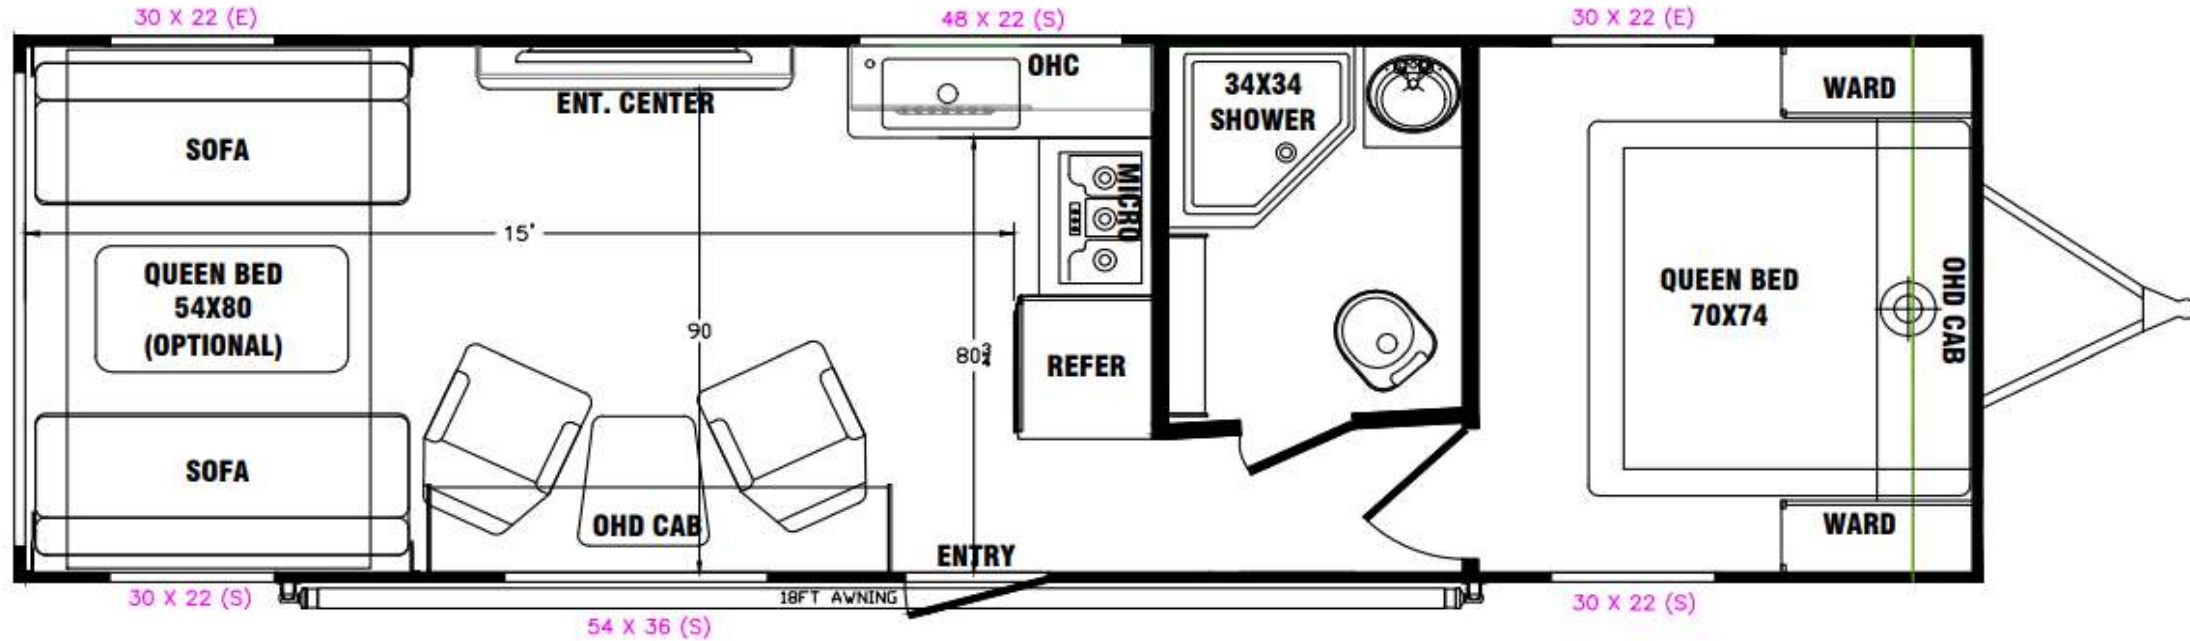 30 X 22 (E)
48 X 22 (S)
30 X 22 (E)
OHC
ENT. CENTER
34X34
SHOWER
WARD
SOFA
MICRO
15'
QUEEN BED
54X80
(OPTIONAL)
90
80 3/4
REFER
QUEEN BED
70X74
OHD CAB
SOFA
OHD CAB
ENTRY
WARD
30 X 22 (S)
18FT AWNING
54 X 36 (S)
30 X 22 (S)